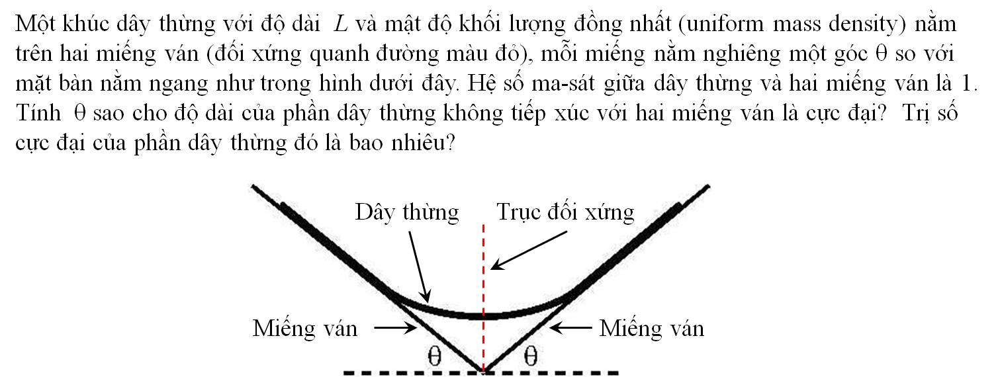 Một khúc dây thừng với độ dài L và mật độ khối lượng đồng nhất (uniform mass density) nằm
trên hai miếng ván (đối xứng quanh đường màu đỏ), mỗi miếng nằm nghiêng một góc θ so với
mặt bàn nằm ngang như trong hình dưới đây. Hệ số ma-sát giữa dây thừng và hai miếng ván là 1.
Tính θ sao cho độ dài của phần dây thừng không tiếp xúc với hai miếng ván là cực đại? Trị số
cực đại của phần dây thừng đó là bao nhiêu?
Dây thừng
Trục đối xứng
Miếng ván
Miếng ván
θ
θ